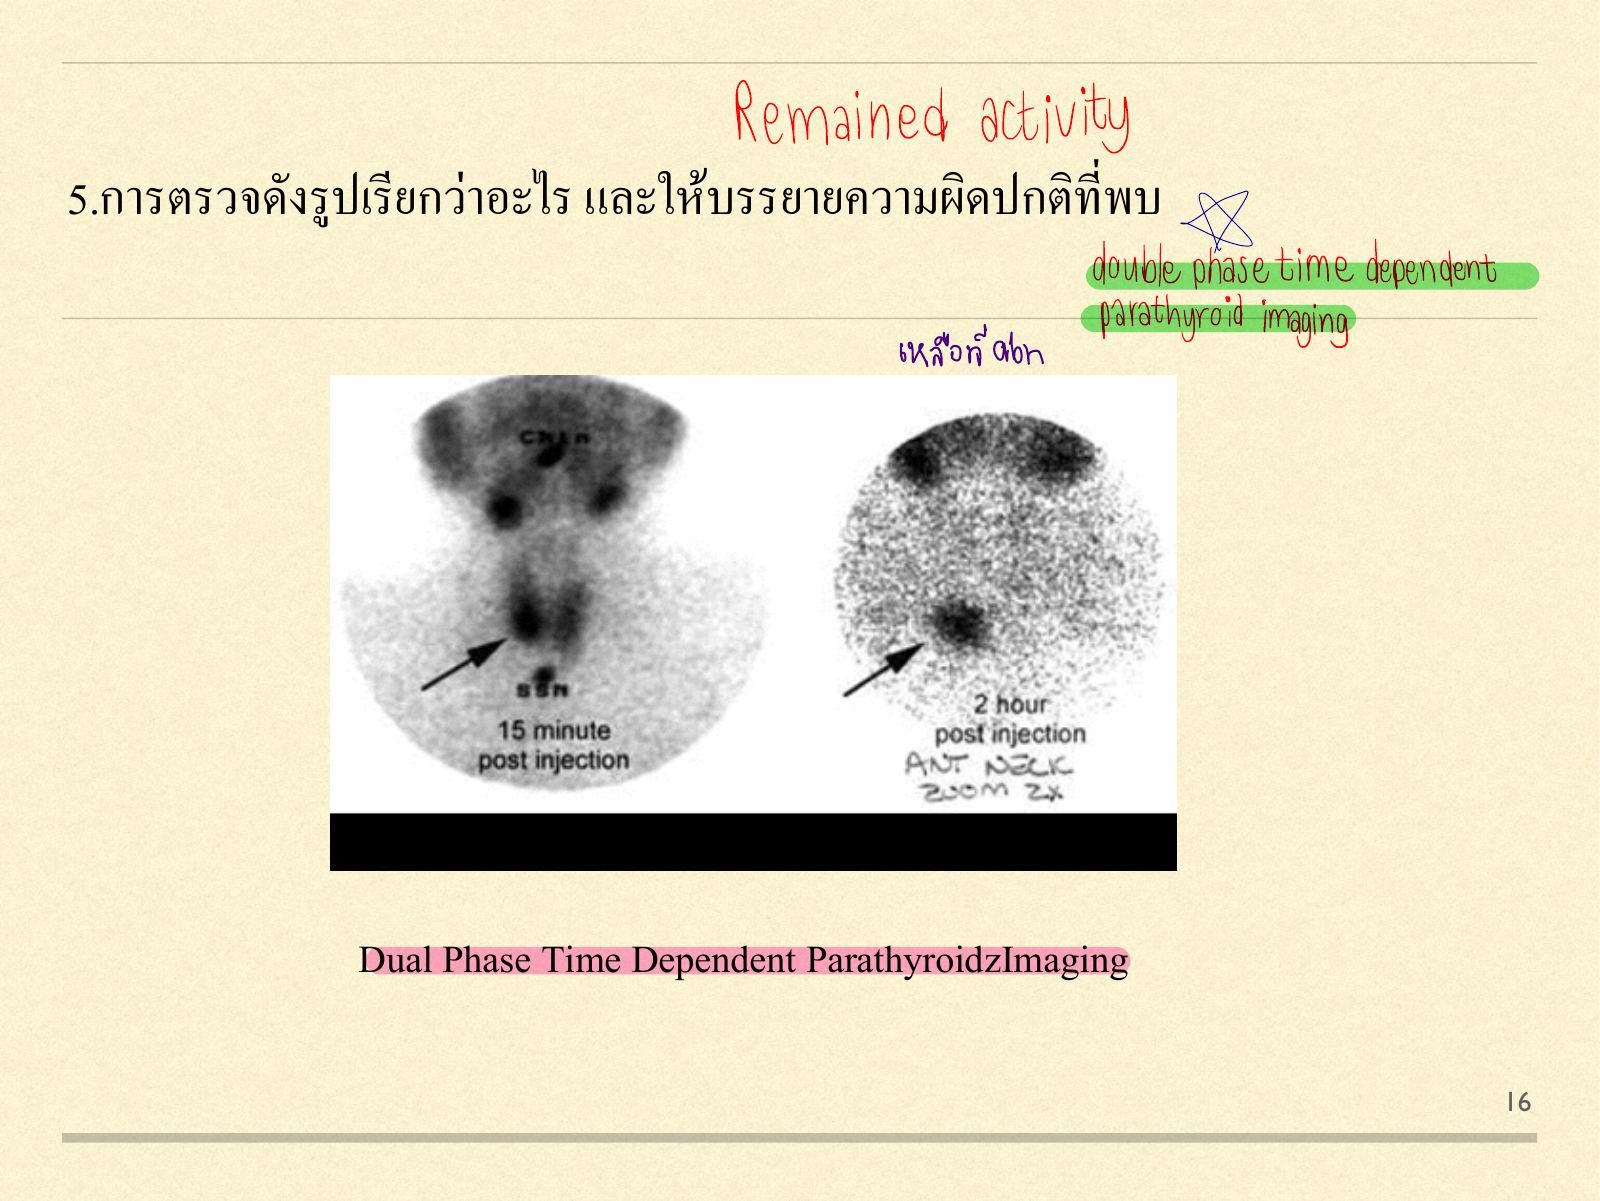 Remained activity
5.การตรวจดังรูปเรียกว่าอะไร และให้บรรยายความผิดปกติที่พบ
double phase time dependent
parathyroid imaging
เหลือที่ abn
Chin
SSN
15 minute
post injection
2 hour
post injection
ANT NECK
ZOOM 2X
Dual Phase Time Dependent ParathyroidzImaging
16